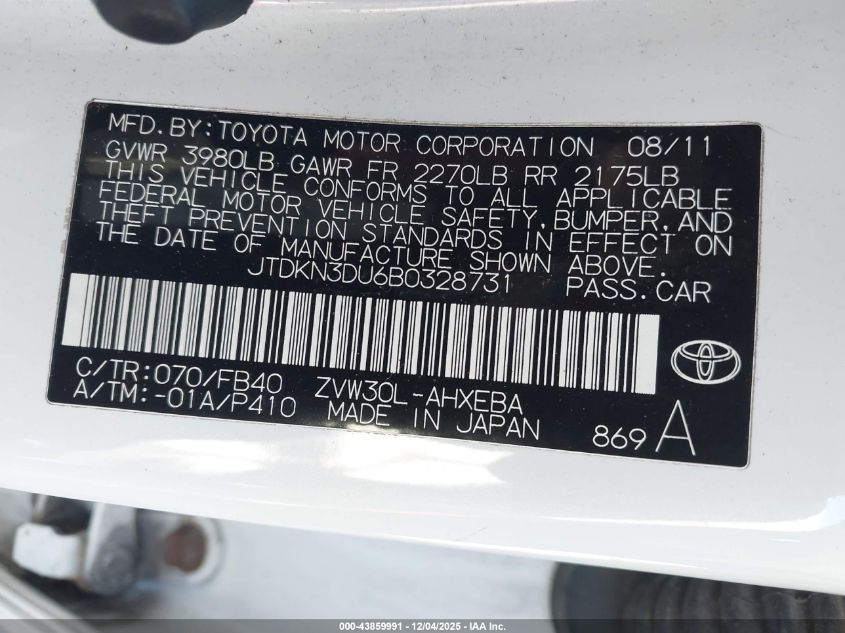 MFD.BY:TOYOTA MOTOR CORPORATION 08/11
GVWR 3980LB GAWR FR 2270LB RR 2175LB
THIS VEHICLE CONFORMS TO ALL APPLICABLE
FEDERAL MOTOR VEHICLE SAFETY,BUMPER,AND
THEFT PREVENTION STANDARDS IN EFFECT ON
THE DATE OF MANUFACTURE SHOWN ABOVE.
JTDKN3DU6B0328731 PASS.CAR
C/TR:070/FB40 ZVW30L-AHXEBA
A/TM:-01A/P410 MADE IN JAPAN 869 A
000-43859991 - 12/04/2025 - IAA Inc.